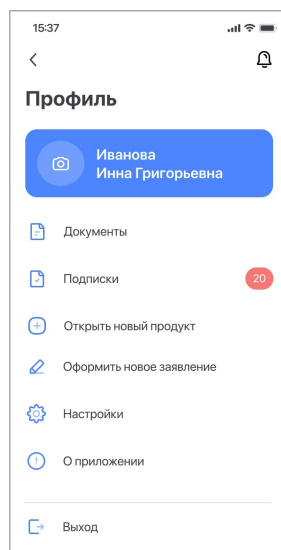 15:37
Профиль
Иванова
Инна Григорьевна
Документы
Подписки 20
Открыть новый продукт
Оформить новое заявление
Настройки
О приложении
Выход